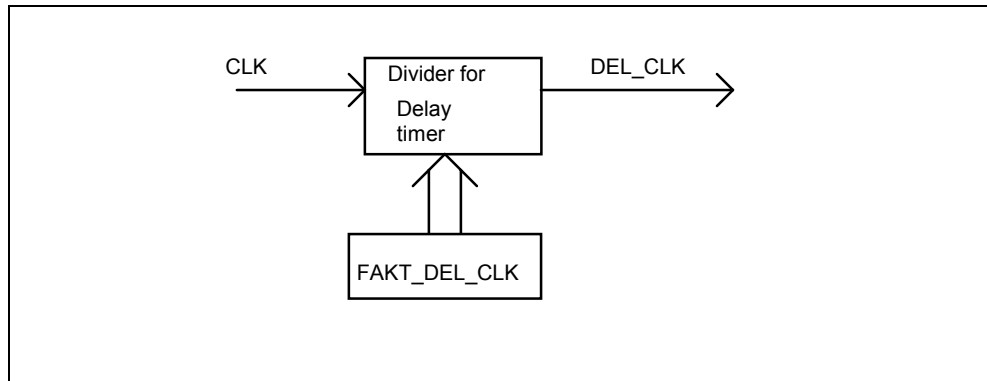 CLK
Divider for
Delay
timer
DEL_CLK
FAKT_DEL_CLK